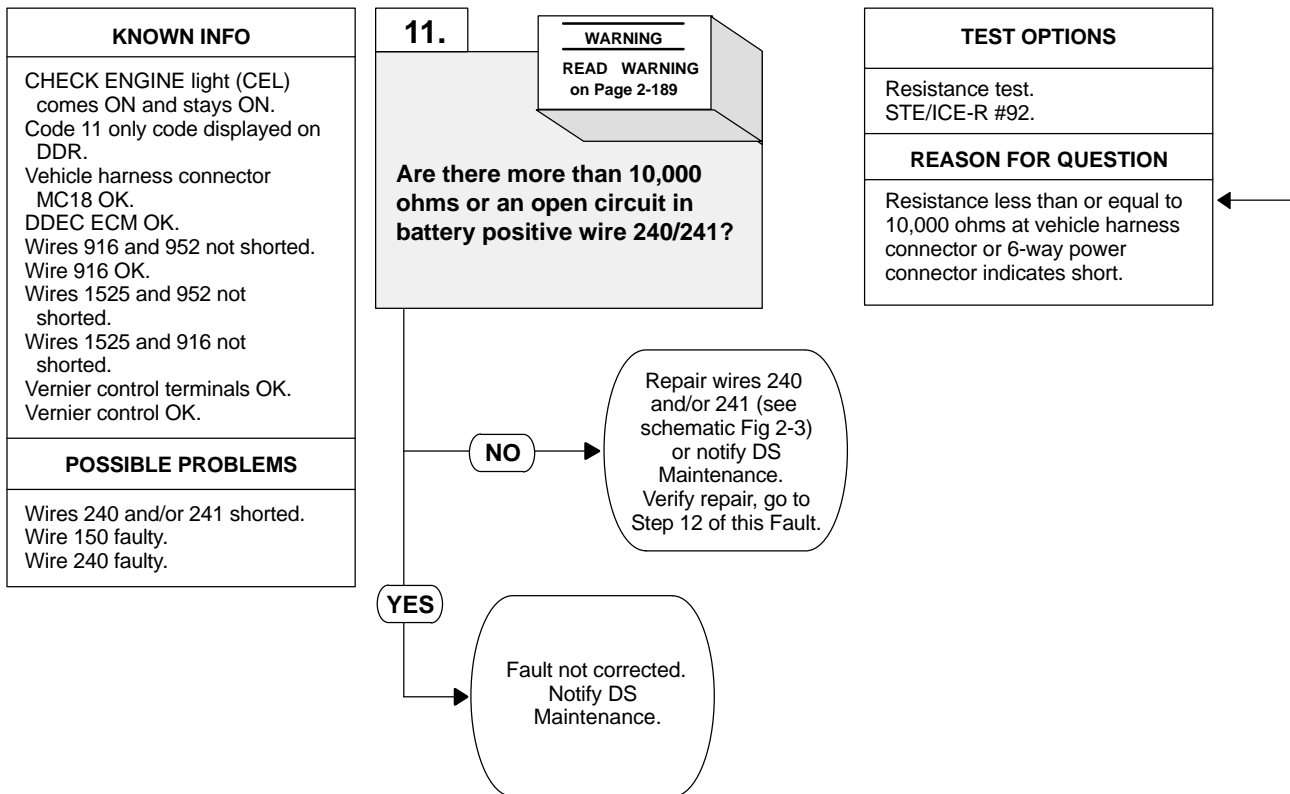 KNOWN INFO
CHECK ENGINE light (CEL)
comes ON and stays ON.
Code 11 only code displayed on
DDR.
Vehicle harness connector
MC18 OK.
DDEC ECM OK.
Wires 916 and 952 not shorted.
Wire 916 OK.
Wires 1525 and 952 not
shorted.
Wires 1525 and 916 not
shorted.
Vernier control terminals OK.
Vernier control OK.
POSSIBLE PROBLEMS
Wires 240 and/or 241 shorted.
Wire 150 faulty.
Wire 240 faulty.
11.
WARNING
READ WARNING
on Page 2-189
Are there more than 10,000
ohms or an open circuit in
battery positive wire 240/241?
TEST OPTIONS
Resistance test.
STE/ICE-R #92.
REASON FOR QUESTION
Resistance less than or equal to
10,000 ohms at vehicle harness
connector or 6-way power
connector indicates short.
NO
Repair wires 240
and/or 241 (see
schematic Fig 2-3)
or notify DS
Maintenance.
Verify repair, go to
Step 12 of this Fault.
YES
Fault not corrected.
Notify DS
Maintenance.